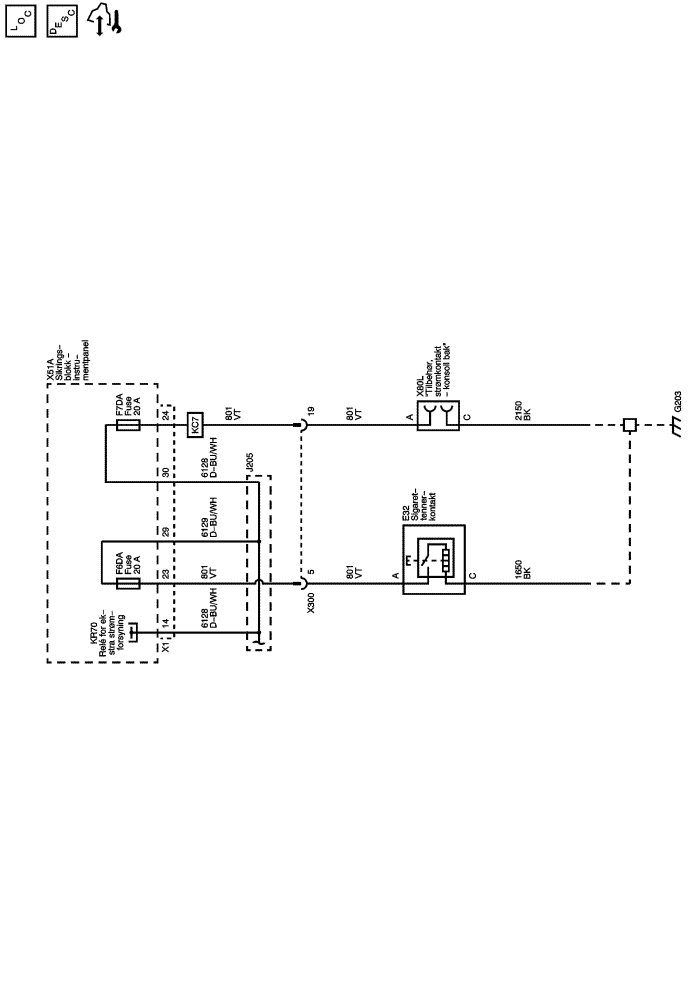 LOC
DESC
X51A
Sikrings-
blokk –
instru-
mentpanel
KR70
Relé for ek-
stra strøm-
forsyning
F6DA
Fuse
20 A
F7DA
Fuse
20 A
X1
14
23
29
30
24
KC7
6128
D–BU/WH
801
VT
6129
D–BU/WH
6128
D–BU/WH
801
VT
J205
X300
5
19
801
VT
801
VT
E32
Sigaret-
tenner-
kontakt
X80L
"Tilbehør,
strømkontakt
– konsoll bak"
A
C
A
C
1650
BK
2150
BK
G203